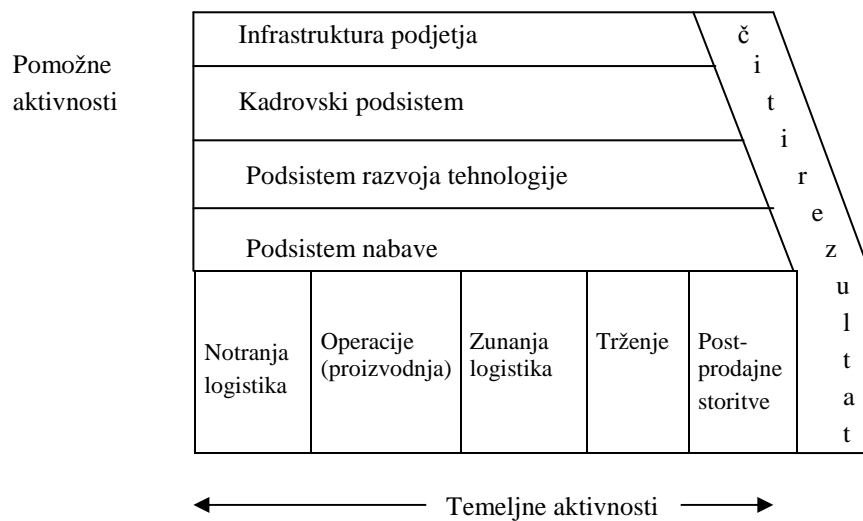 Pomožne
aktivnosti
Infrastruktura podjetja
Kadrovski podsistem
Podsistem razvoja tehnologije
Podsistem nabave
Notranja
logistika
Operacije
(proizvodnja)
Zunanja
logistika
Trženje
Post-
prodajne
storitve
č
i
t
i
r
e
z
u
l
t
a
t
Temeljne aktivnosti